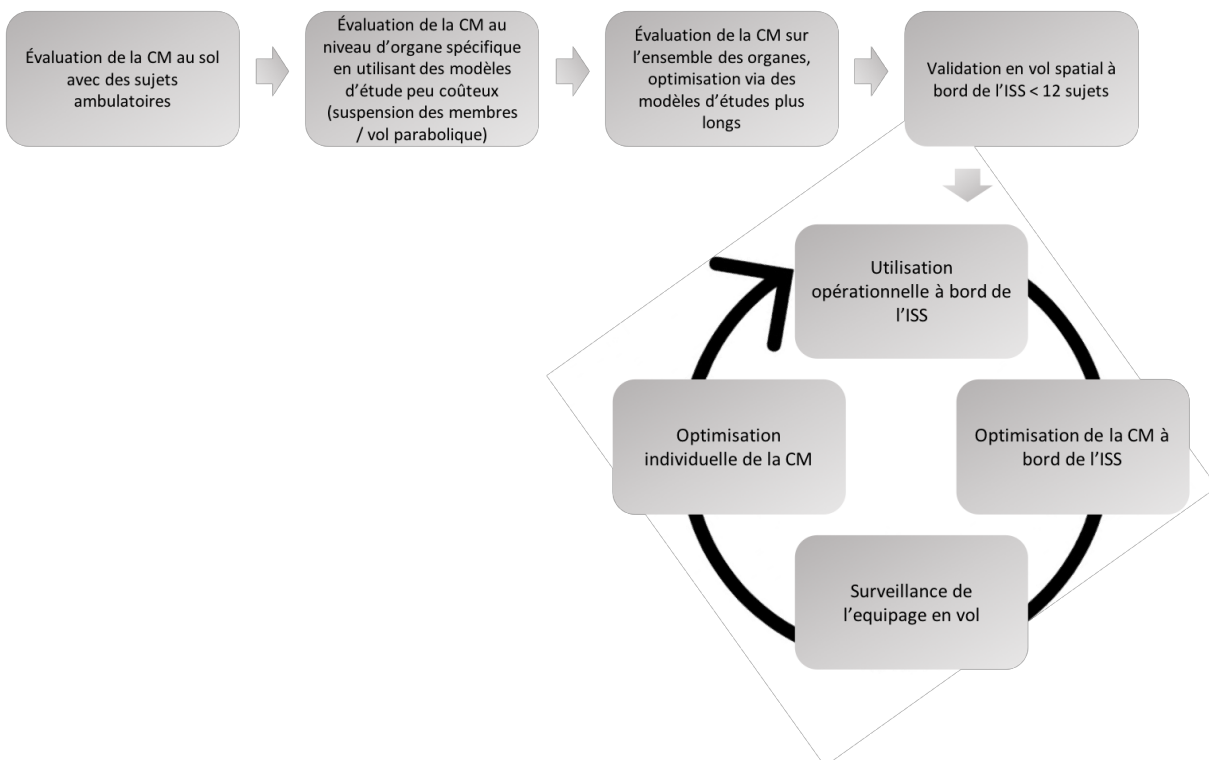 Évaluation de la CM au sol
avec des sujets
ambulatoires
Évaluation de la CM au
niveau d'organe spécifique
en utilisant des modèles
d'étude peu coûteux
(suspension des membres
/ vol parabolique)
Évaluation de la CM sur
l'ensemble des organes,
optimisation via des
modèles d'études plus
longs
Validation en vol spatial à
bord de l'ISS < 12 sujets
Utilisation
opérationnelle à bord de
l'ISS
Optimisation
individuelle de la CM
Optimisation de la CM à
bord de l'ISS
Surveillance de
l'equipage en vol